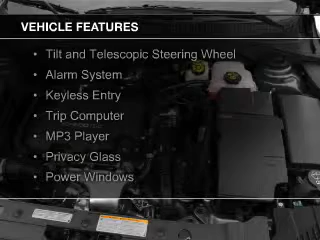 VEHICLE FEATURES
• Tilt and Telescopic Steering Wheel
• Alarm System
• Keyless Entry
• Trip Computer
• MP3 Player
• Privacy Glass
• Power Windows